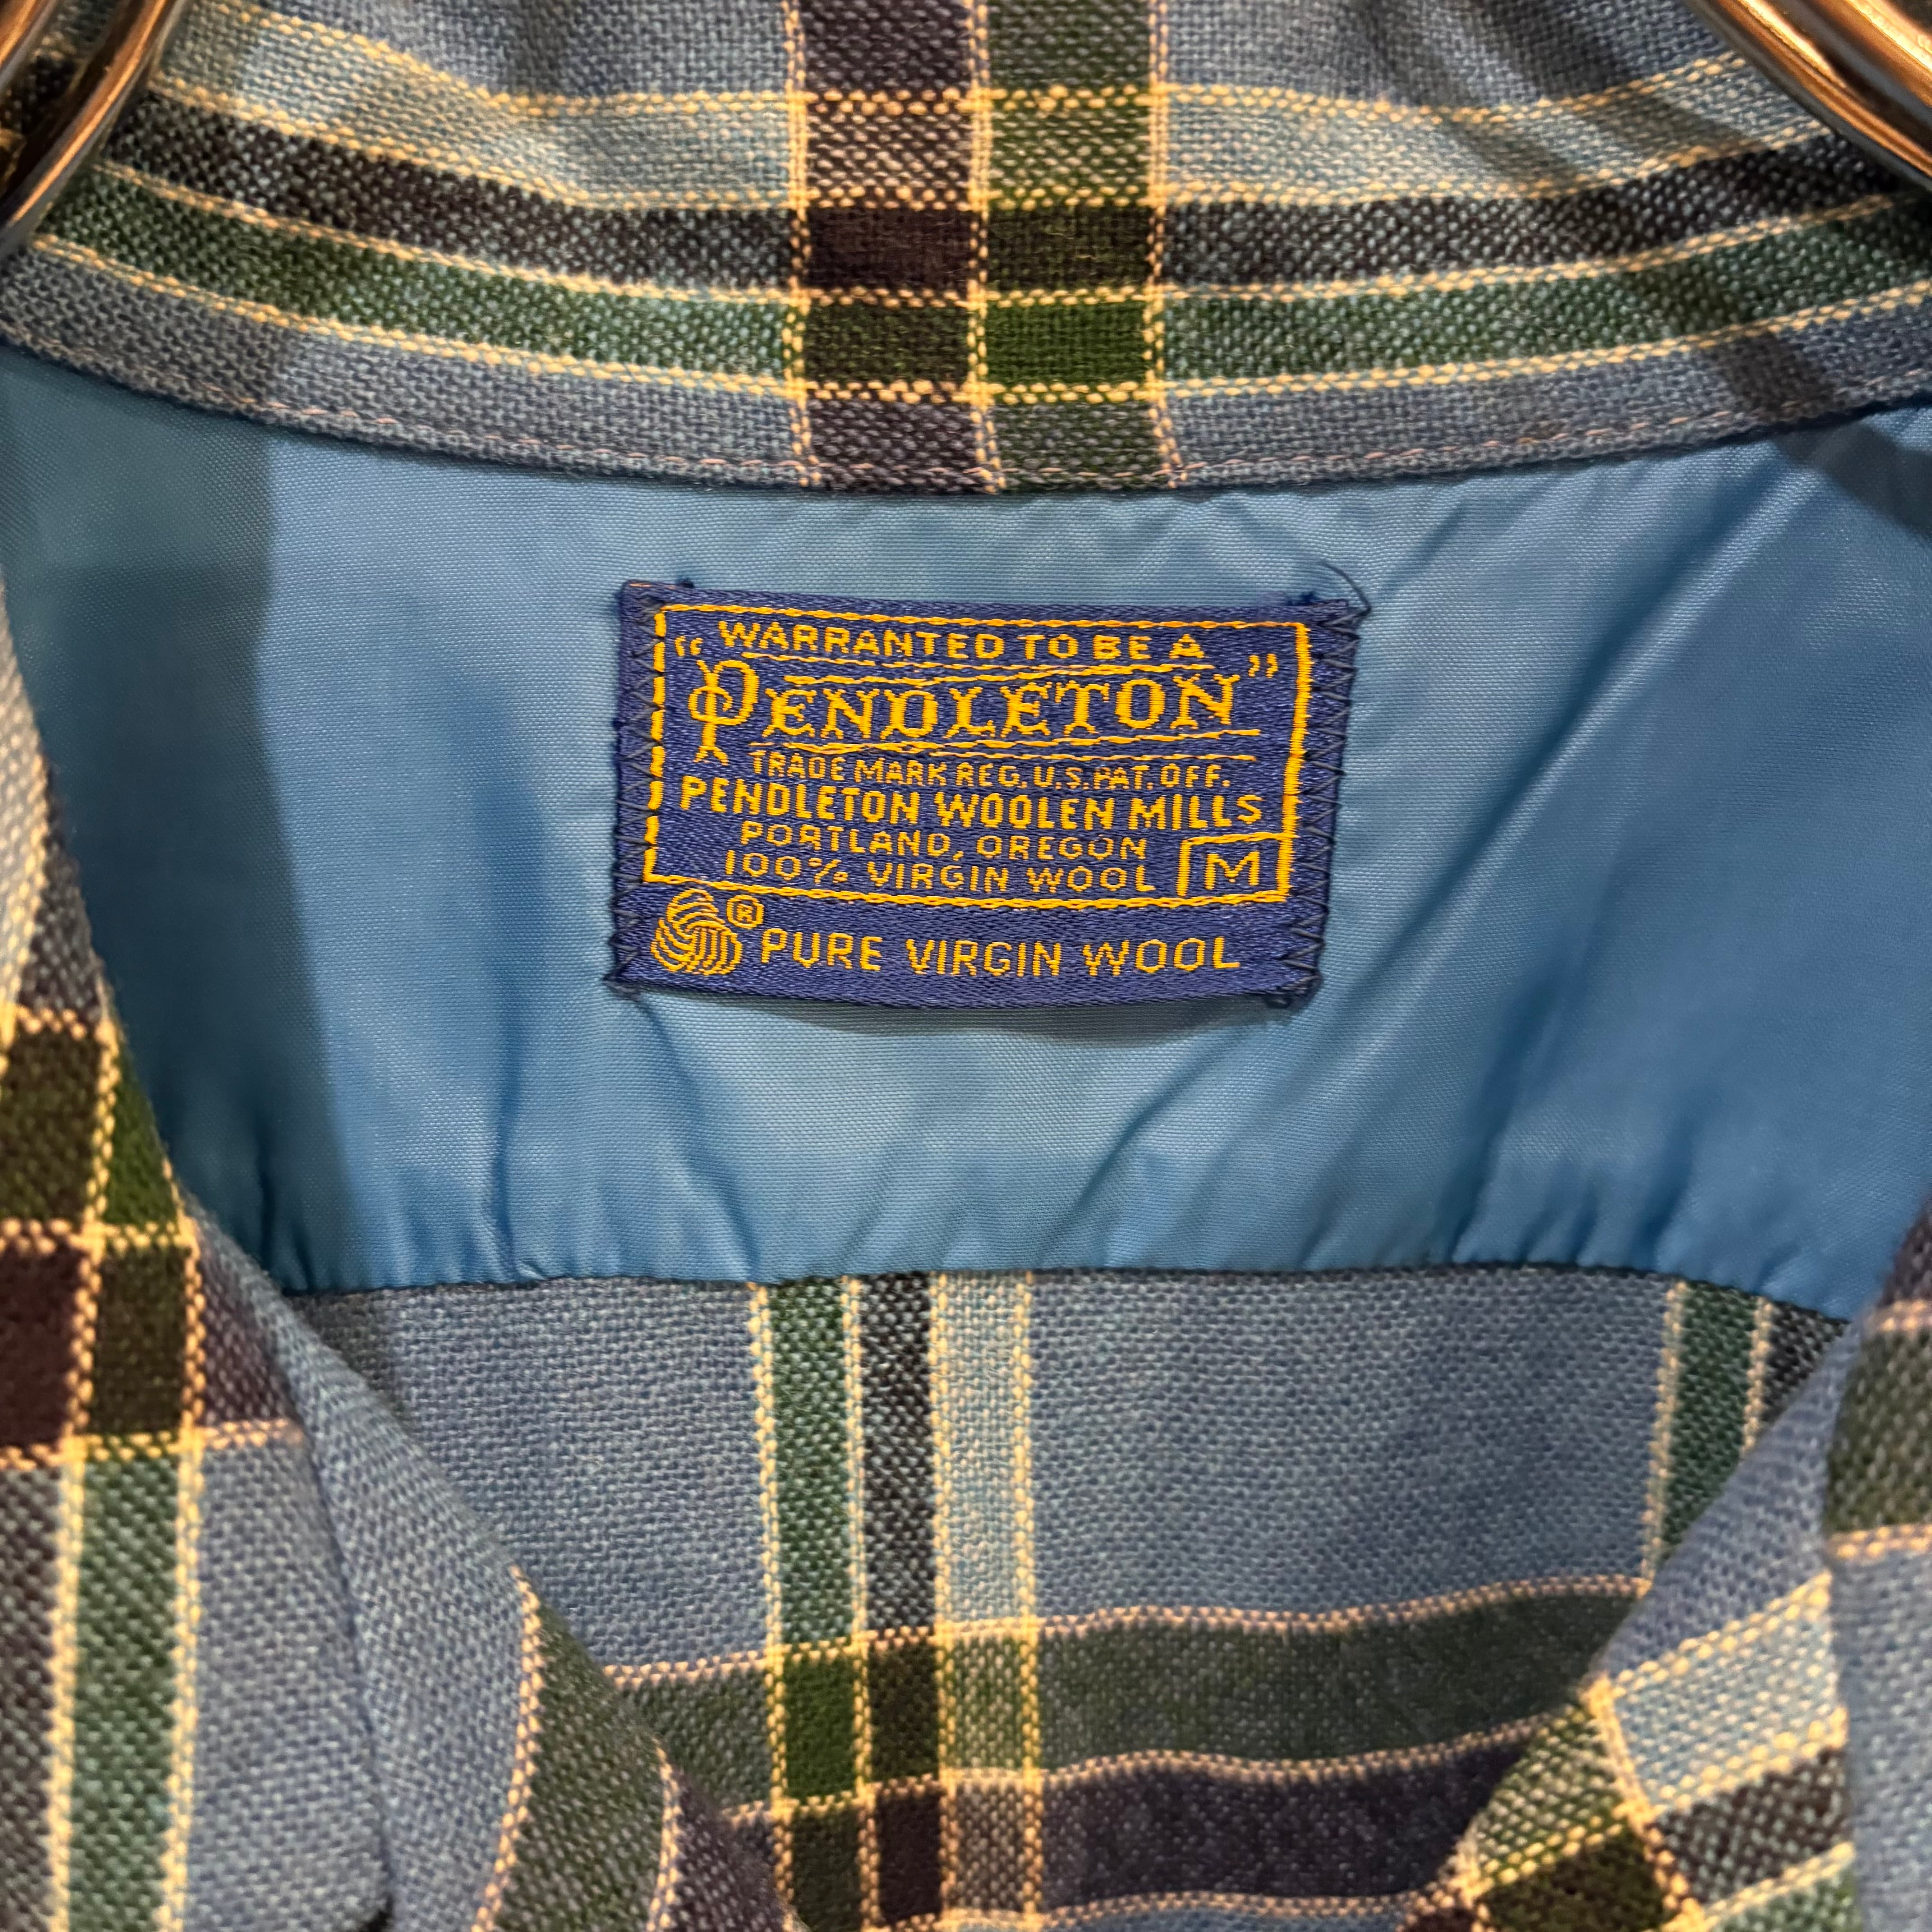 WARRANTED TO BE A
"PENDLETON"
TRADE MARK REG. U.S. PAT. OFF.
PENDLETON WOOLEN MILLS
PORTLAND, OREGON
100% VIRGIN WOOL M
® PURE VIRGIN WOOL